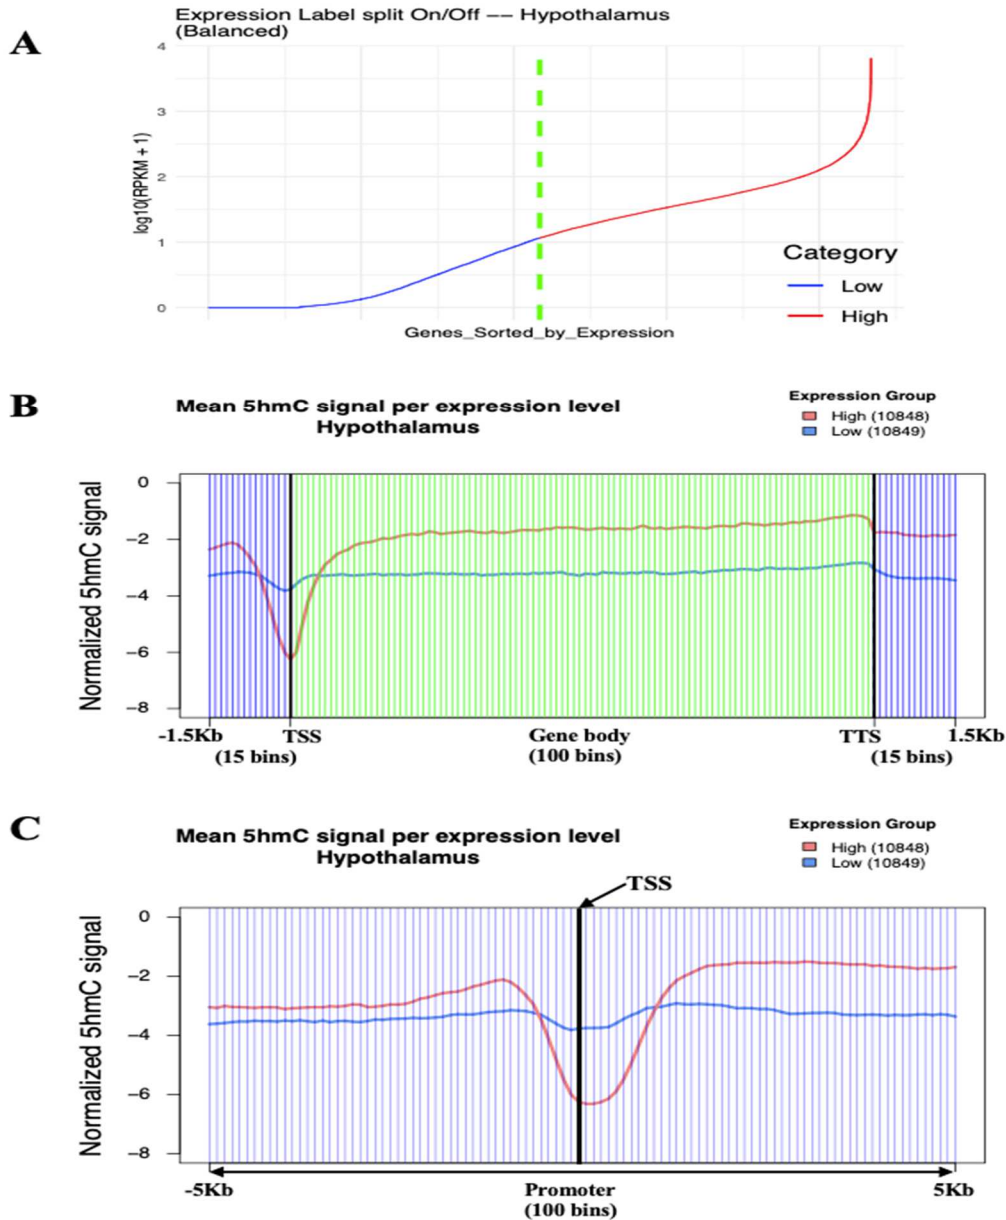 A
Expression Label split On/Off –– Hypothalamus
(Balanced)
4
3
2
1
0
log10(RPKM + 1)
Category
Low
High
Genes_Sorted_by_Expression
B
Mean 5hmC signal per expression level
Hypothalamus
Expression Group
High (10848)
Low (10849)
Normalized 5hmC signal
0
−2
−4
−6
−8
-1.5Kb TSS Gene body TTS 1.5Kb
(15 bins) (100 bins) (15 bins)
C
Mean 5hmC signal per expression level
Hypothalamus
Expression Group
High (10848)
Low (10849)
TSS
Normalized 5hmC signal
0
−2
−4
−6
−8
-5Kb Promoter 5Kb
(100 bins)